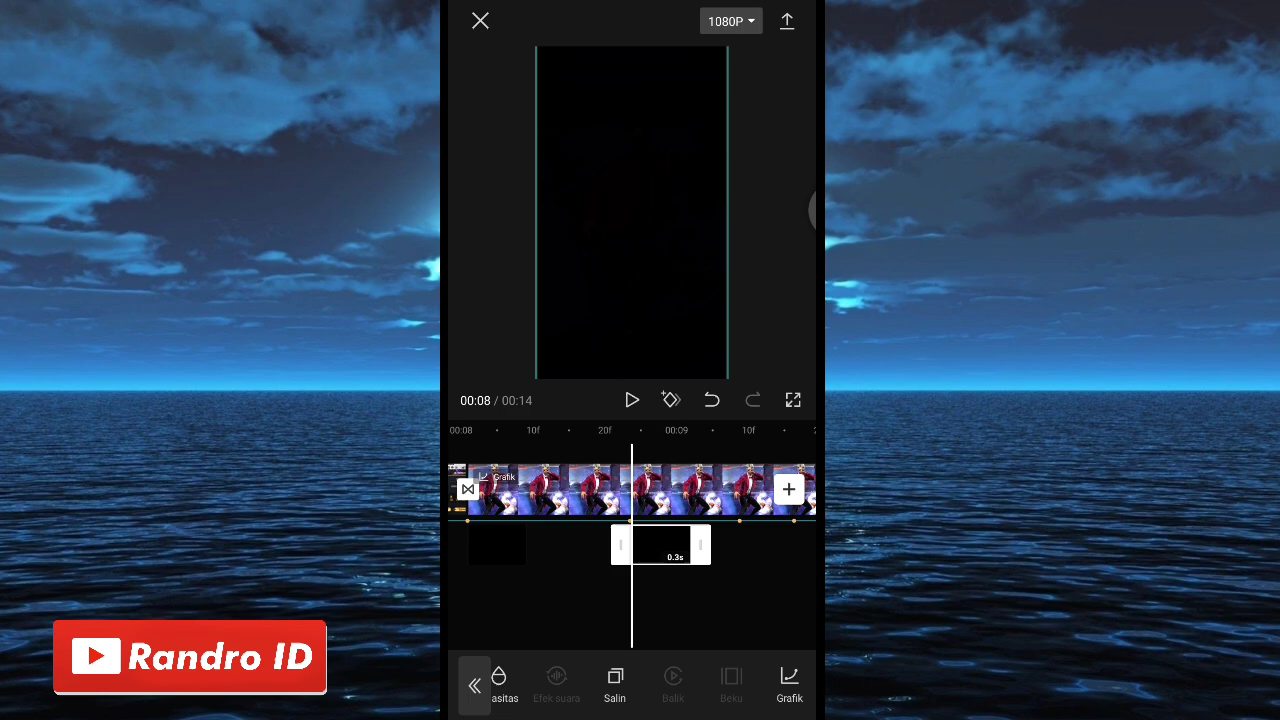 1080P
00:08 / 00:14
00:08 10f 20f 00:09 10f
Grafik
0.3s
Randro ID
asitas Efek suara Salin Balik Beku Grafik